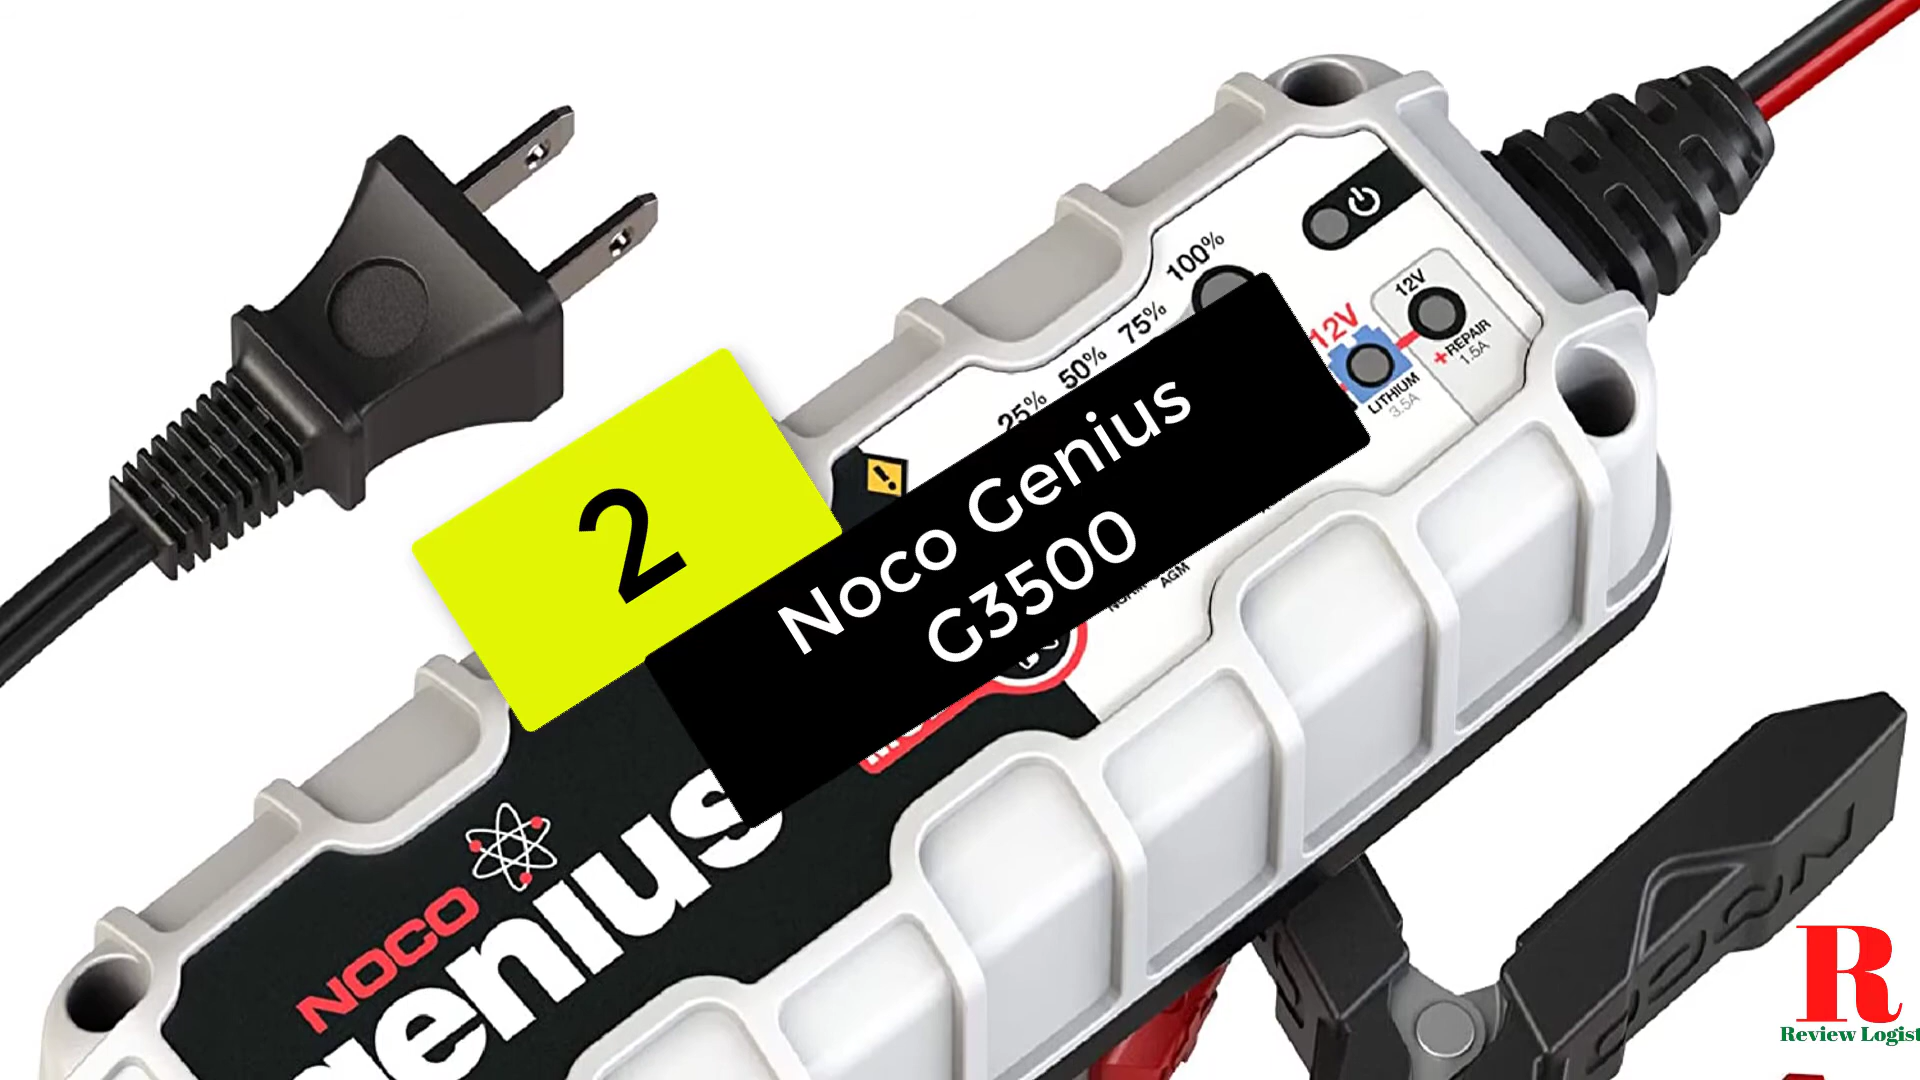 100%
75%
50%
25%
12V
12V
+REPAIR
1.5A
LITHIUM
3.5A
2
Noco Genius
G3500
AGM
NOCO
genius
NOCO
R
Review Logist